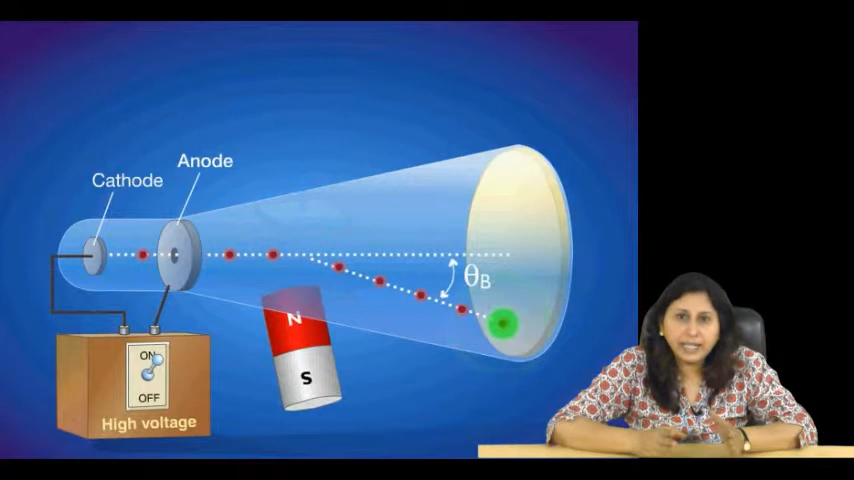 Anode
Cathode
θB
N
S
ON
OFF
High voltage